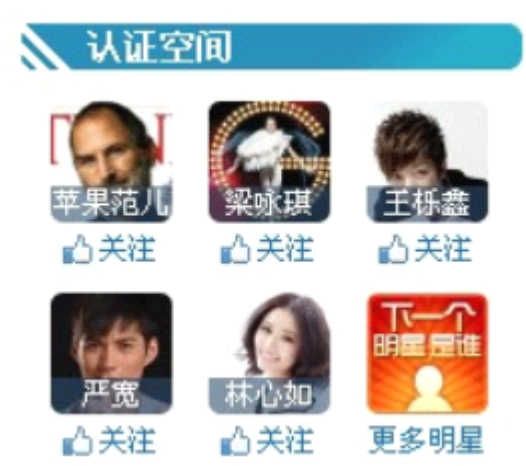 认证空间
苹果范儿 梁咏琪 王栎鑫
关注 关注 关注
下一个
明星是谁
严宽 林心如
关注 关注 更多明星